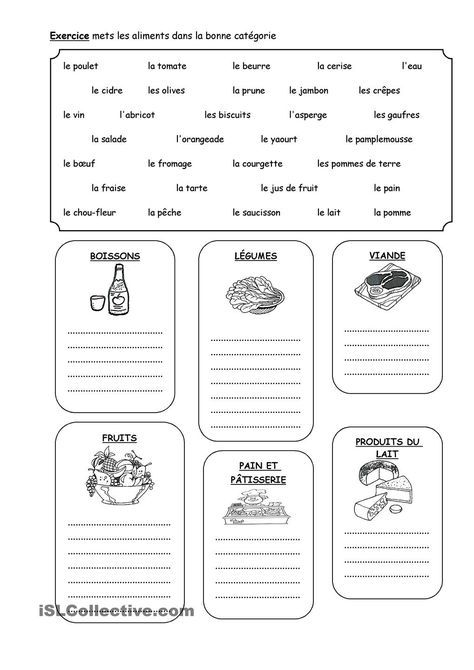 Exercice mets les aliments dans la bonne catégorie
le poulet la tomate le beurre la cerise l'eau
le cidre les olives la prune le jambon les crêpes
le vin l'abricot les biscuits l'asperge les gaufres
la salade l'orangeade le yaourt le pamplemousse
le bœuf le fromage la courgette les pommes de terre
la fraise la tarte le jus de fruit le pain
le chou-fleur la pêche le saucisson le lait la pomme
BOISSONS
LÉGUMES
VIANDE
FRUITS
PAIN ET
PÂTISSERIE
PRODUITS DU
LAIT
iSLCollective.com